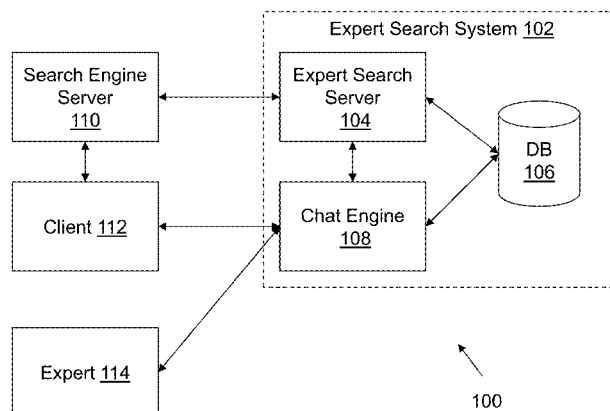 Expert Search System 102
Search Engine
Server
110
Expert Search
Server
104
DB
106
Client 112
Chat Engine
108
Expert 114
100